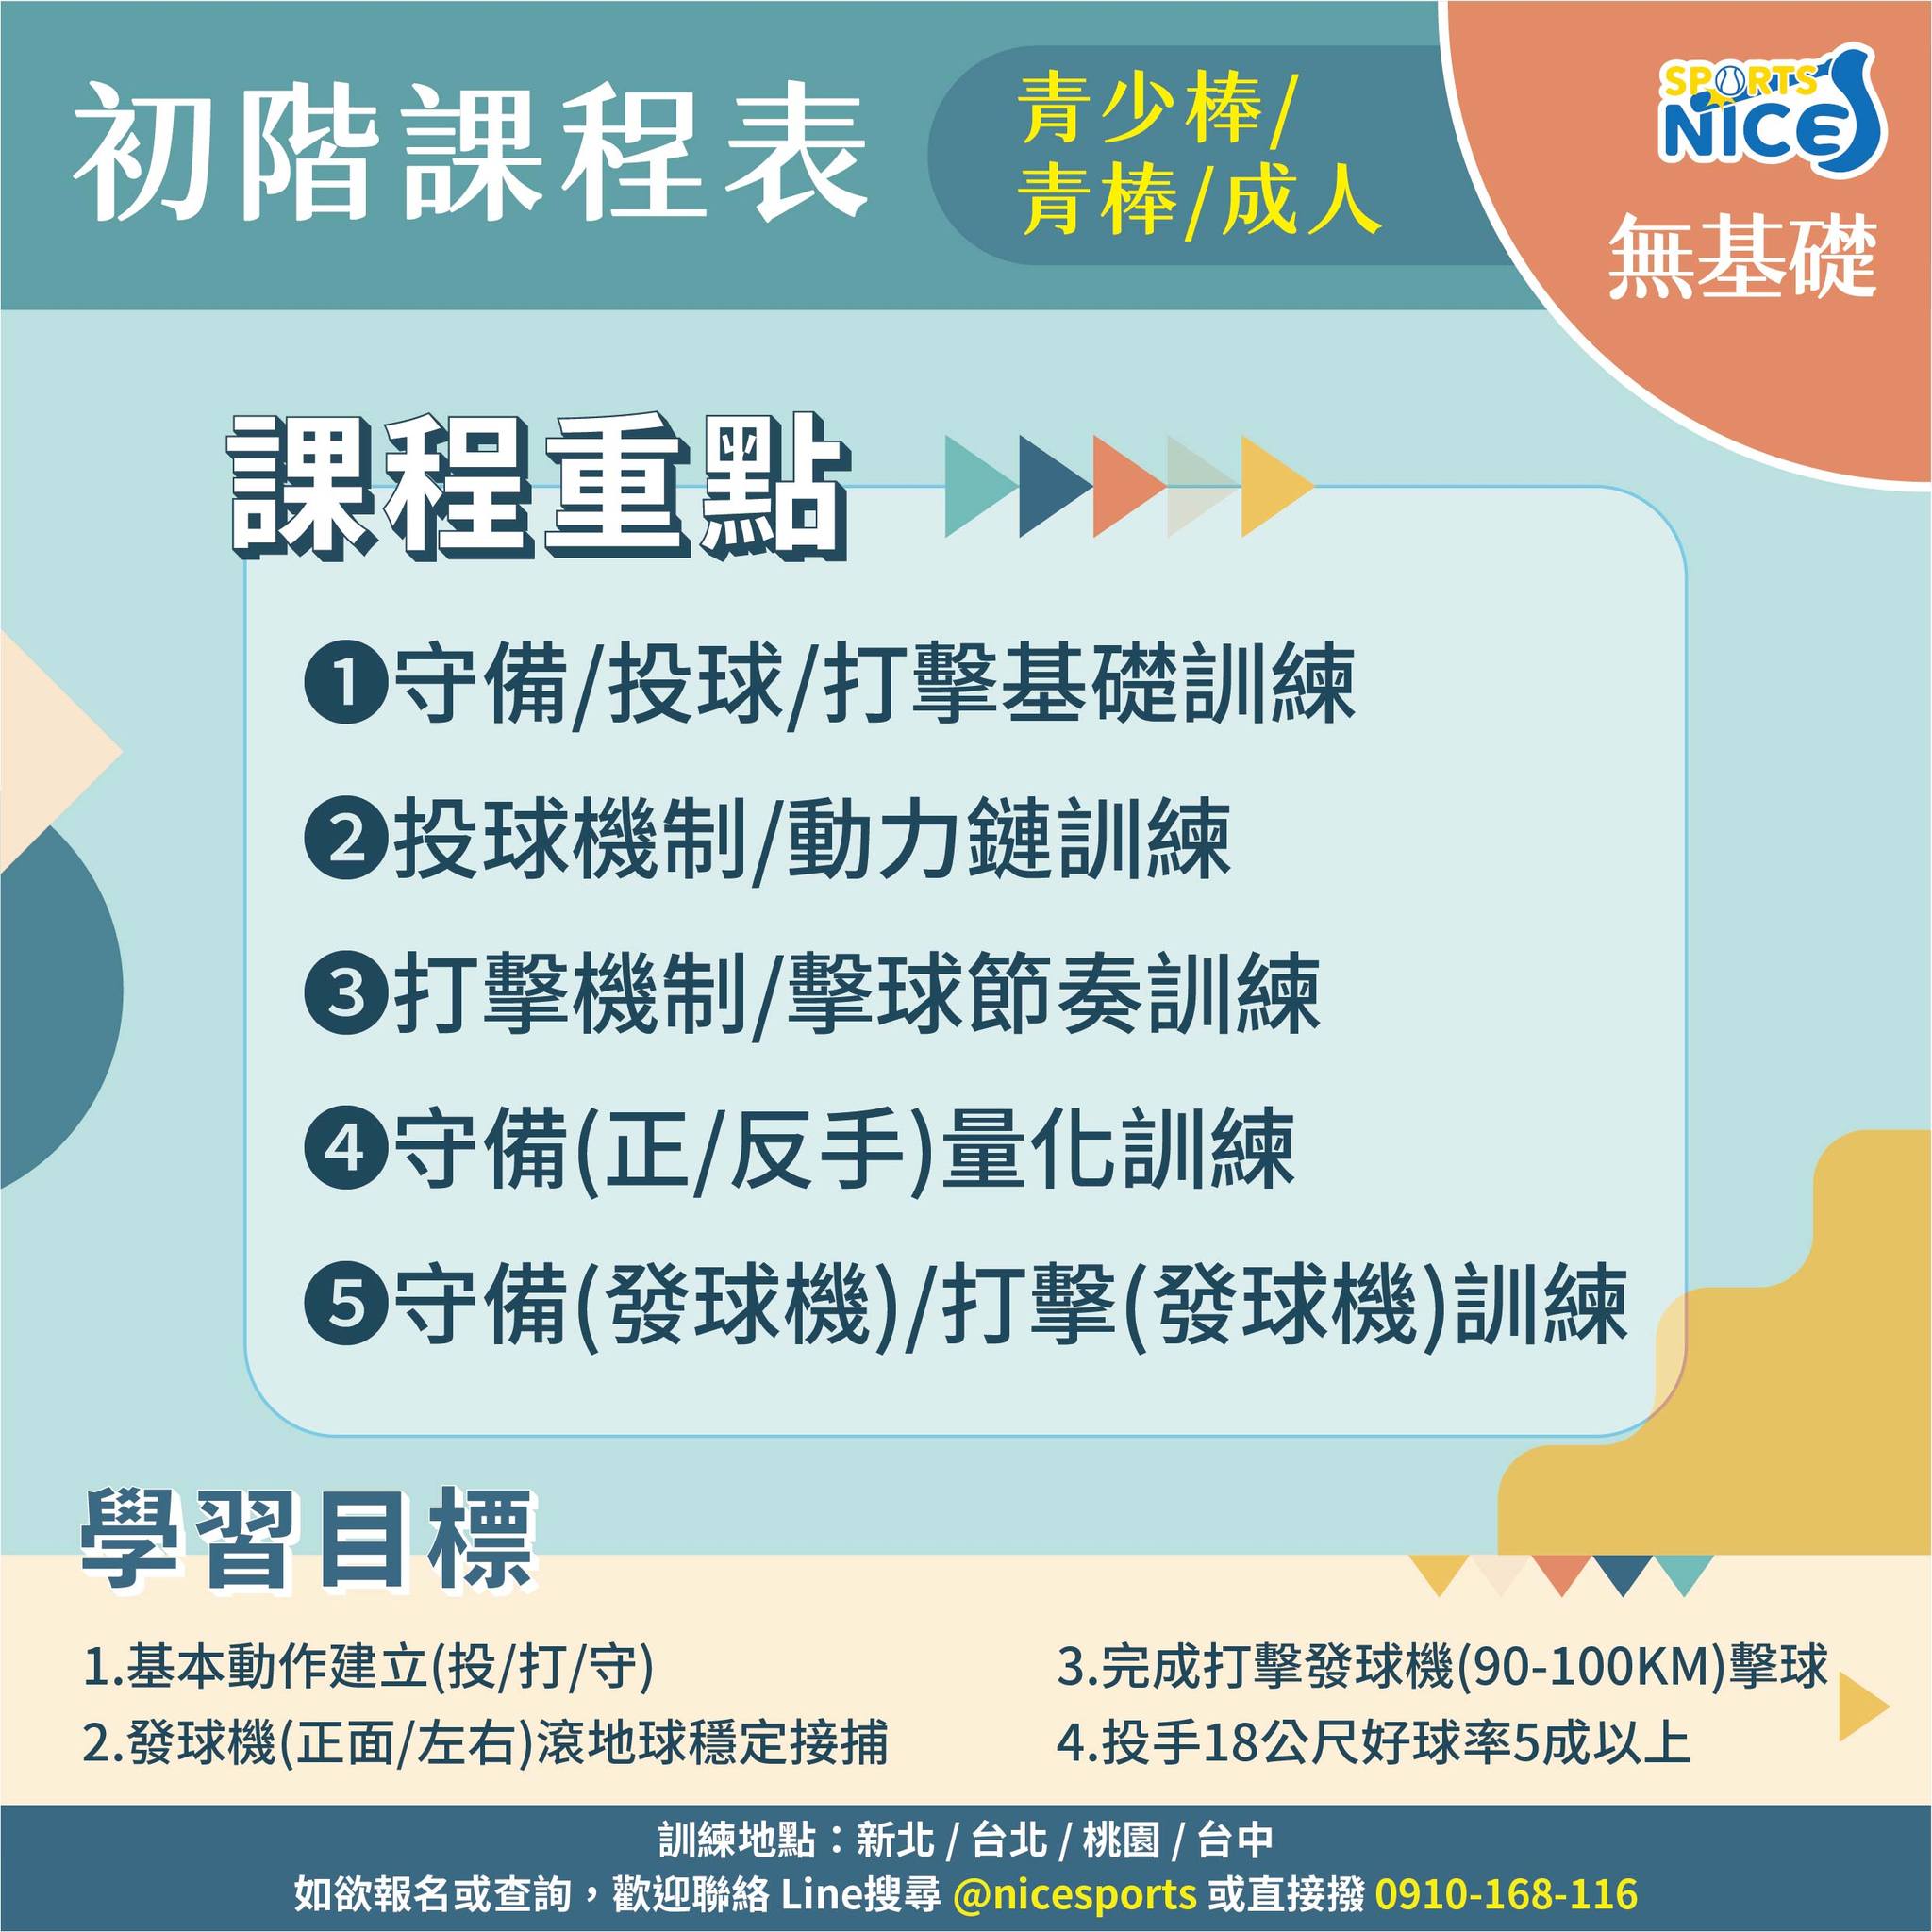 初階課程表
青少棒/
青棒/成人
SPORTS
NICE
無基礎
課程重點
❶守備/投球/打擊基礎訓練
❷投球機制/動力鏈訓練
❸打擊機制/擊球節奏訓練
❹守備(正/反手)量化訓練
❺守備(發球機)/打擊(發球機)訓練
學習目標
1.基本動作建立(投/打/守)
2.發球機(正面/左右)滾地球穩定接捕
3.完成打擊發球機(90-100KM)擊球
4.投手18公尺好球率5成以上
訓練地點：新北 / 台北 / 桃園 / 台中
如欲報名或查詢，歡迎聯絡 Line搜尋 @nicesports 或直接撥 0910-168-116